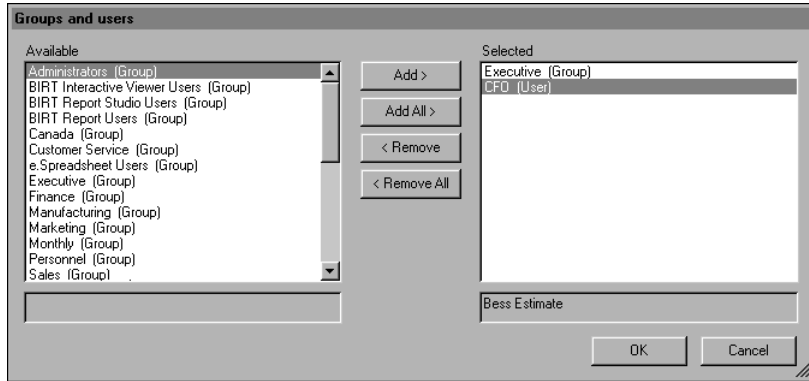 Groups and users
Available
Administrators (Group)
BIRT Interactive Viewer Users (Group)
BIRT Report Studio Users (Group)
BIRT Report Users (Group)
Canada (Group)
Customer Service (Group)
e.Spreadsheet Users (Group)
Executive (Group)
Finance (Group)
Manufacturing (Group)
Marketing (Group)
Monthly (Group)
Personnel (Group)
Sales (Group)
Add >
Add All >
< Remove
< Remove All
Selected
Executive (Group)
CFO (User)
Bess Estimate
OK
Cancel